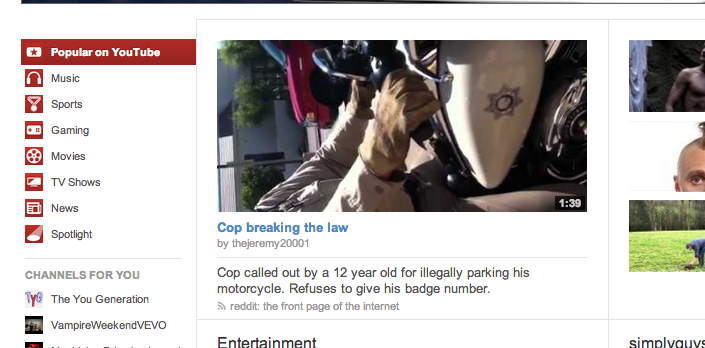 Popular on YouTube
Music
Sports
Gaming
Movies
TV Shows
News
Spotlight
CHANNELS FOR YOU
The You Generation
VampireWeekendVEVO
1:39
Cop breaking the law
by thejeremy20001
Cop called out by a 12 year old for illegally parking his
motorcycle. Refuses to give his badge number.
reddit: the front page of the internet
Entertainment
simplyguys